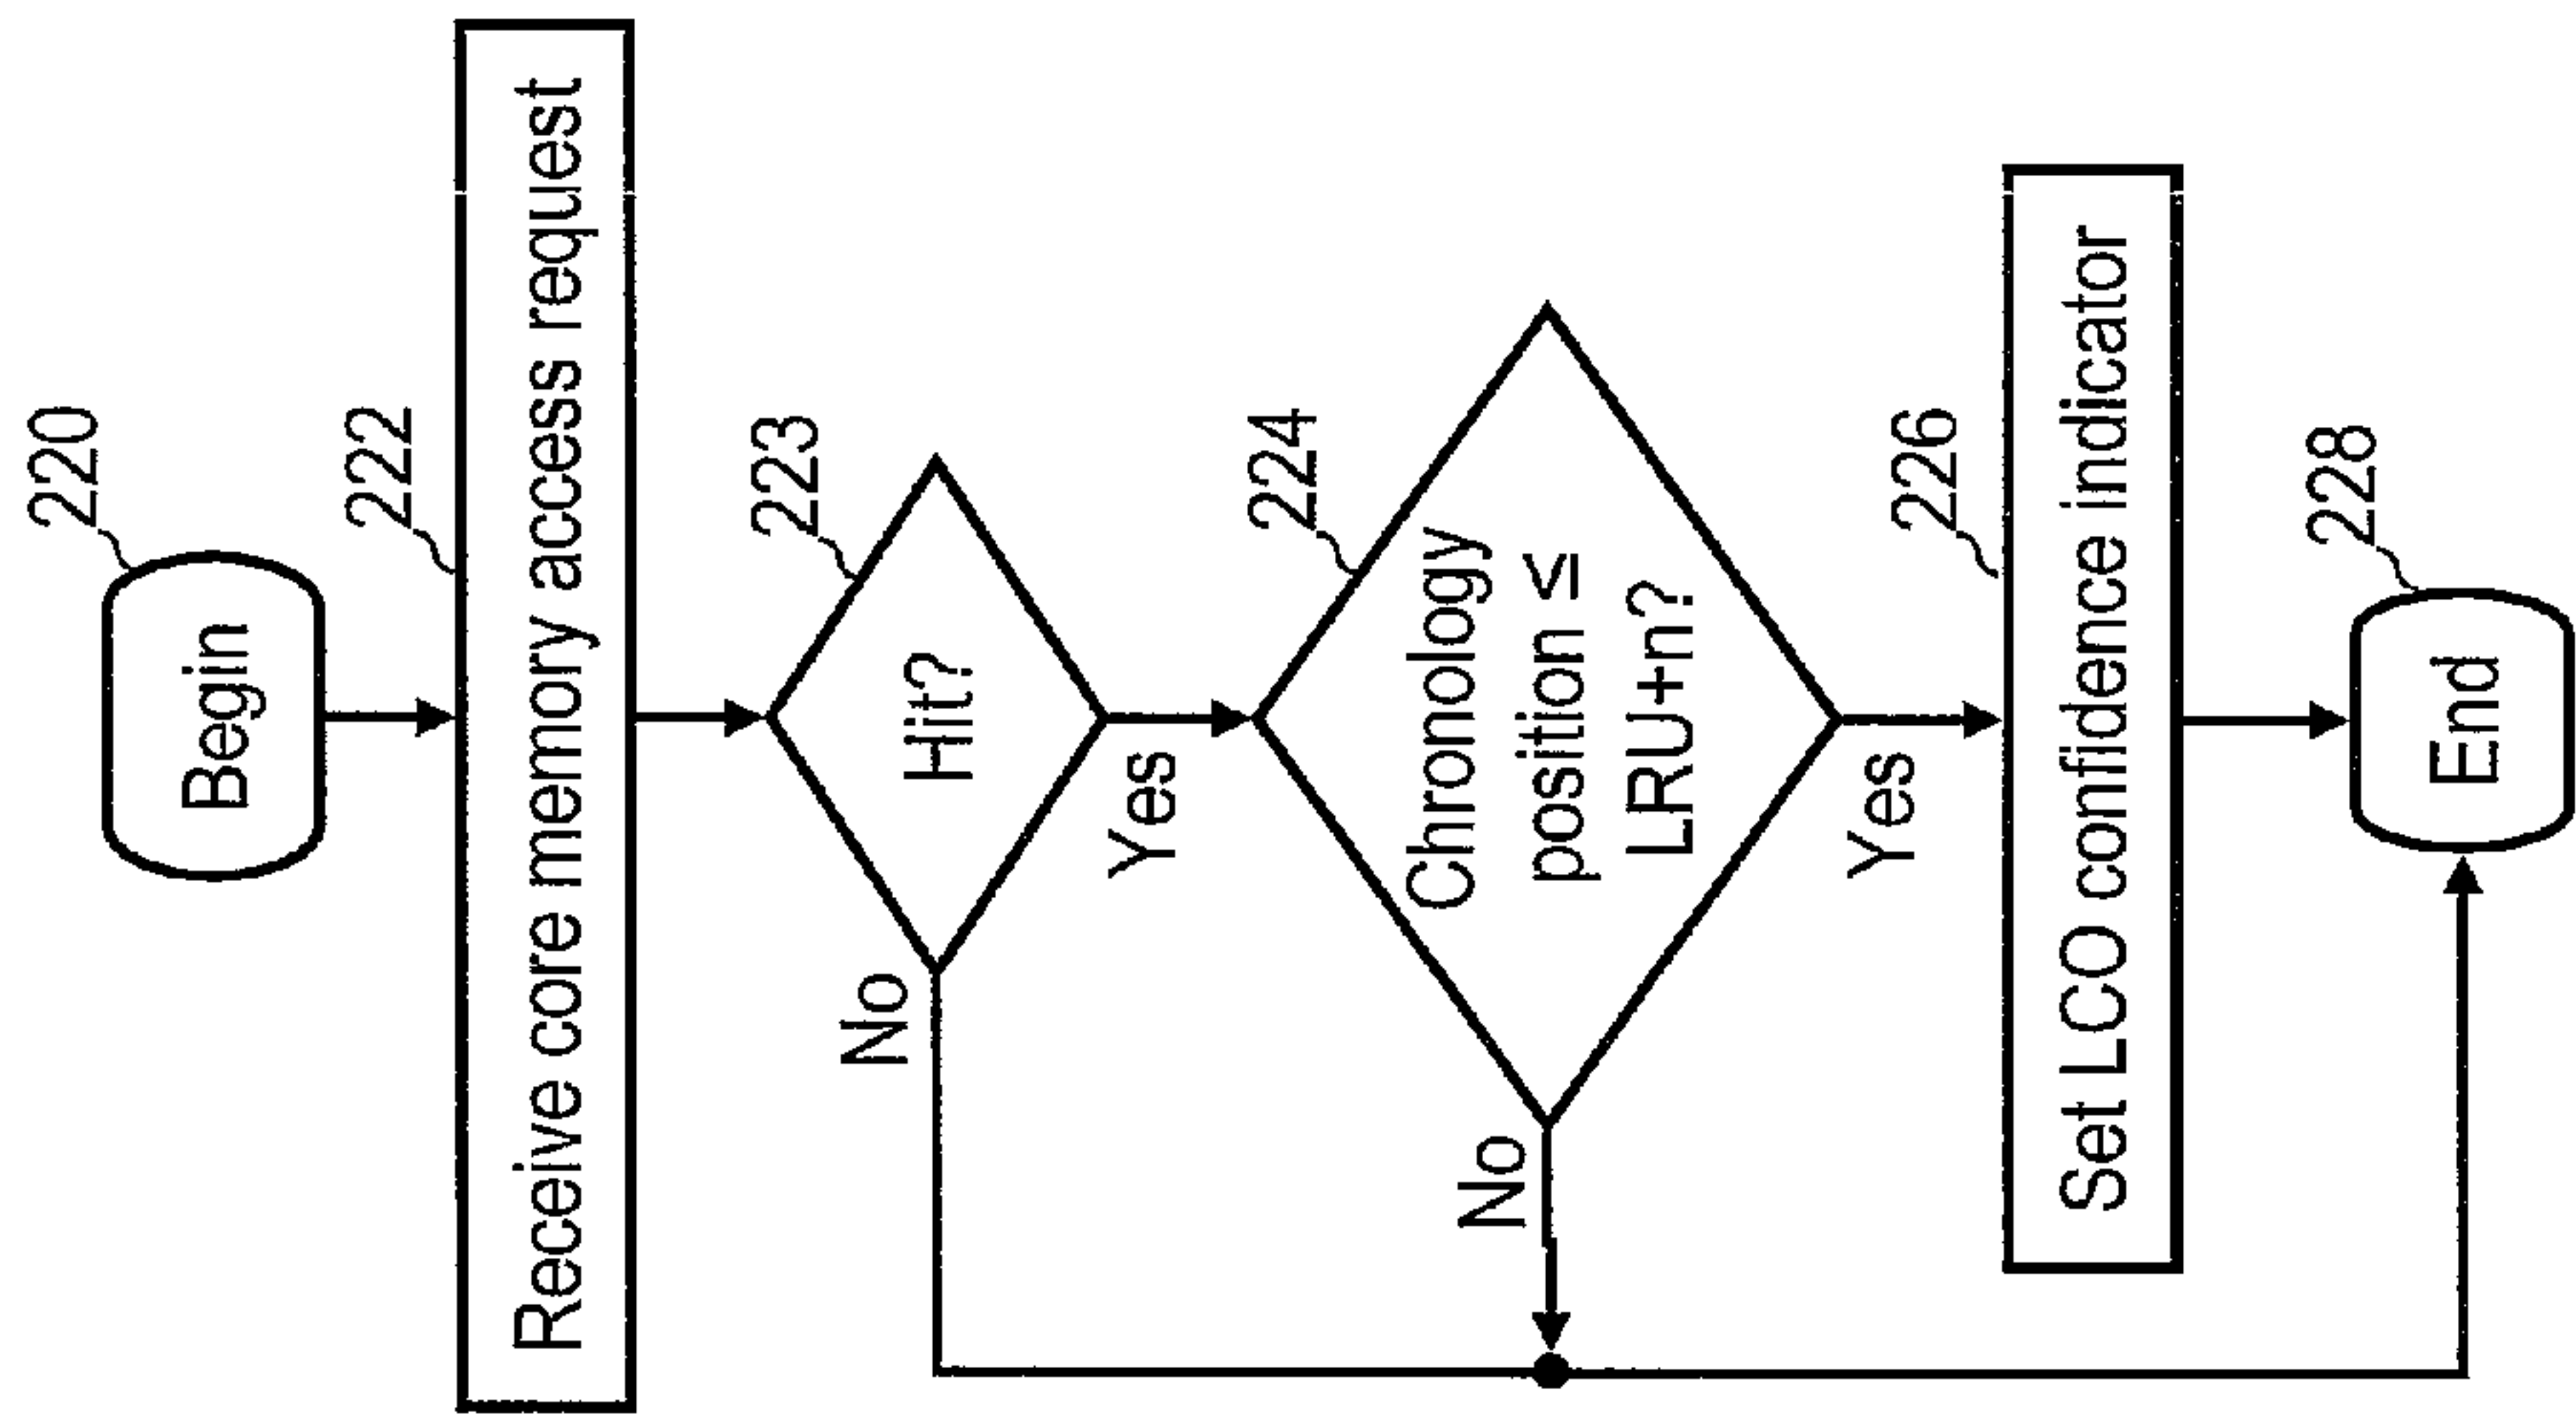 220
Begin
222
Receive core memory access request
223
Hit?
No
Yes
224
Chronology
position ≤
LRU+n?
No
Yes
226
Set LCO confidence indicator
228
End